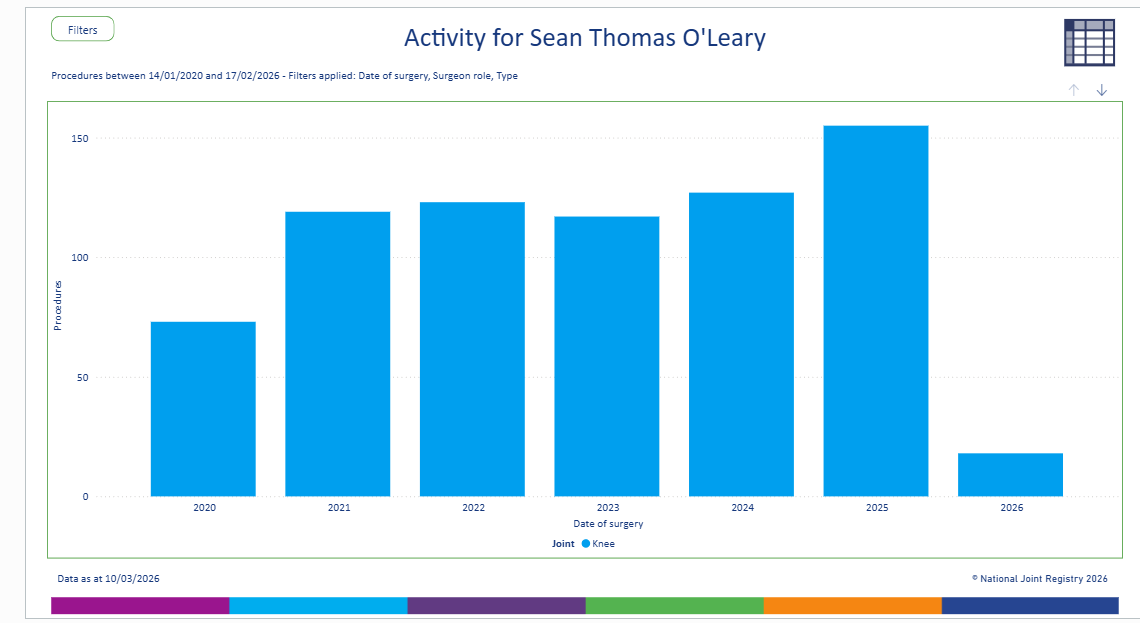 Filters
Activity for Sean Thomas O'Leary
Procedures between 14/01/2020 and 17/02/2026 - Filters applied: Date of surgery, Surgeon role, Type
150
100
50
0
Procedures
2020 2021 2022 2023 2024 2025 2026
Date of surgery
Joint Knee
Data as at 10/03/2026
© National Joint Registry 2026